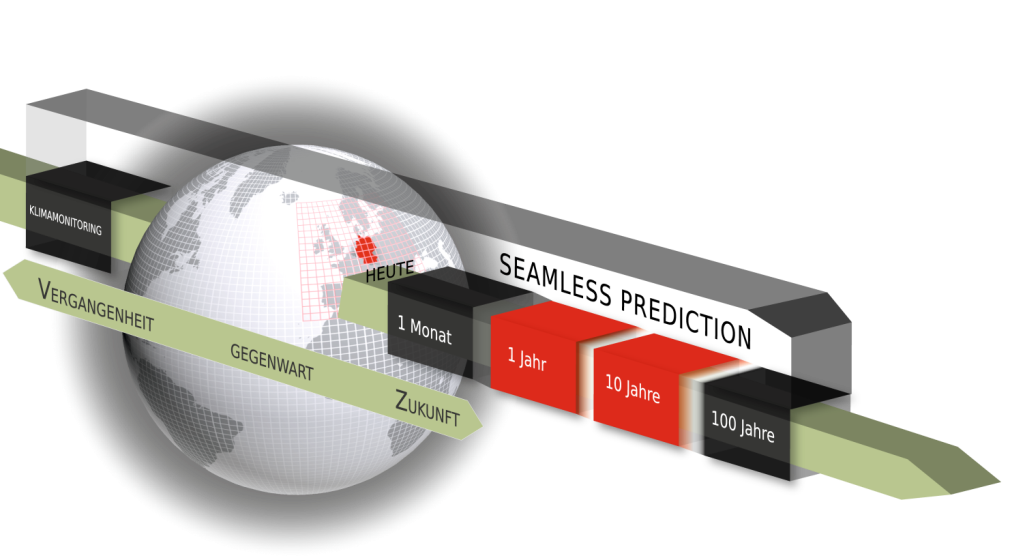 KLIMAMONITORING
HEUTE
SEAMLESS PREDICTION
1 Monat
1 Jahr
10 Jahre
100 Jahre
VERGANGENHEIT
GEGENWART
ZUKUNFT